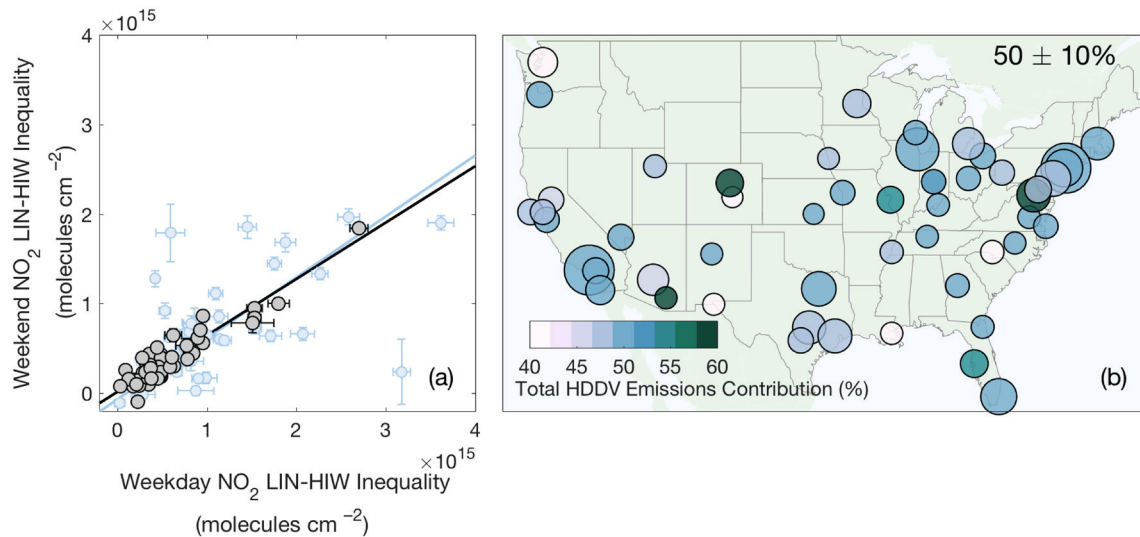 ×10¹⁵
4
3
2
1
0
Weekend NO₂ LIN-HIW Inequality
(molecules cm⁻²)
(a)
0
1
2
3
4
×10¹⁵
Weekday NO₂ LIN-HIW Inequality
(molecules cm⁻²)
50 ± 10%
40 45 50 55 60
Total HDDV Emissions Contribution (%)
(b)